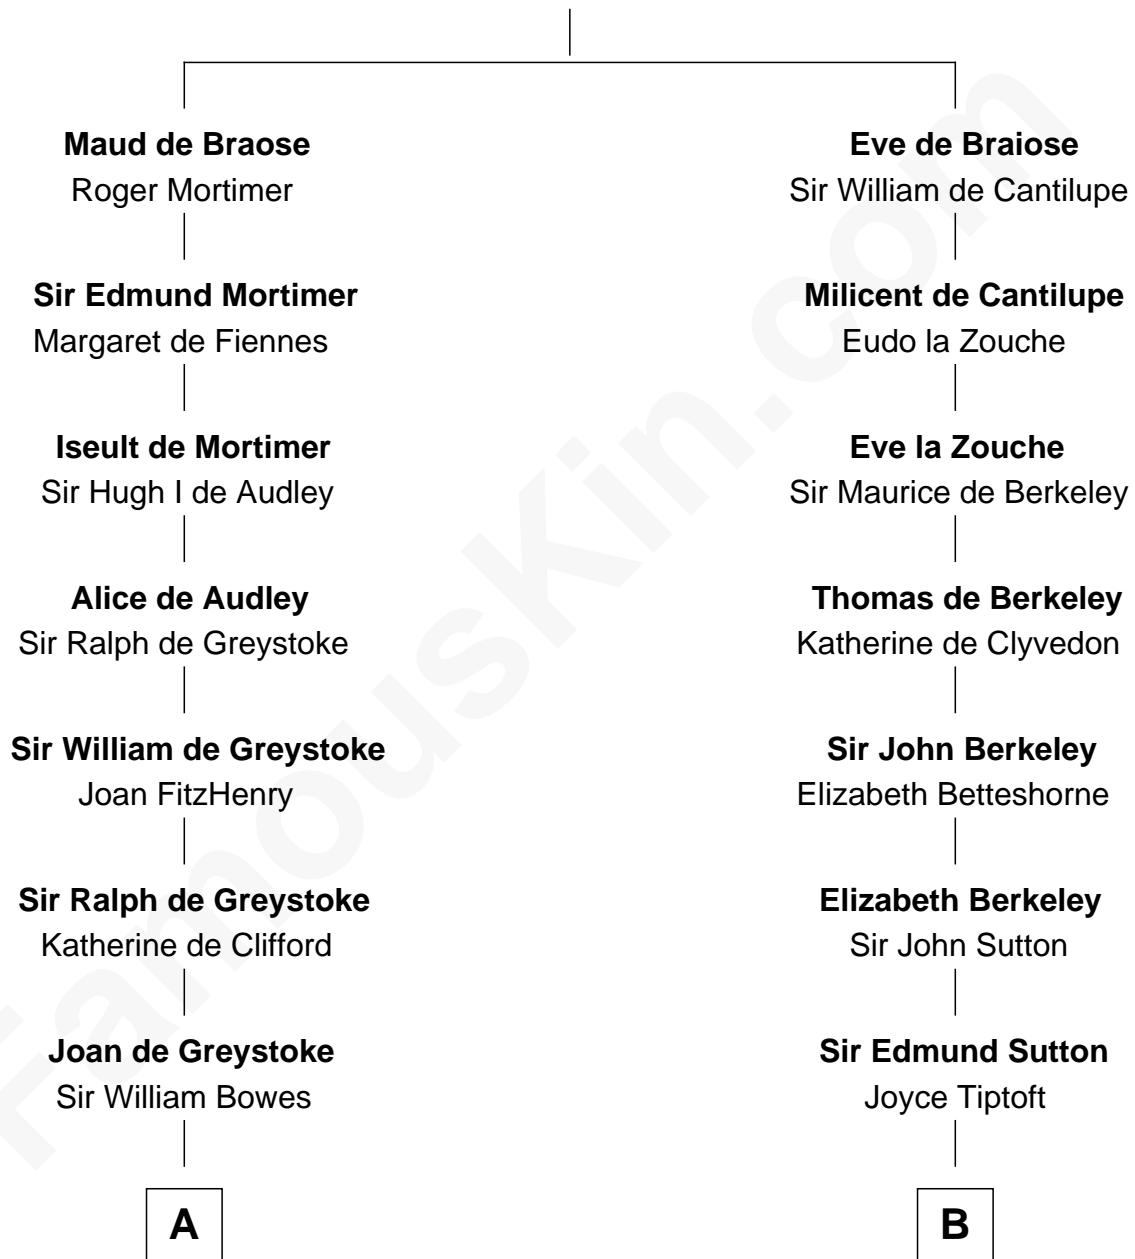 Maud de Braose
Roger Mortimer
Sir Edmund Mortimer
Margaret de Fiennes
Iseult de Mortimer
Sir Hugh I de Audley
Alice de Audley
Sir Ralph de Greystoke
Sir William de Greystoke
Joan FitzHenry
Sir Ralph de Greystoke
Katherine de Clifford
Joan de Greystoke
Sir William Bowes
A
Eve de Braiose
Sir William de Cantilupe
Milicent de Cantilupe
Eudo la Zouche
Eve la Zouche
Sir Maurice de Berkeley
Thomas de Berkeley
Katherine de Clyvedon
Sir John Berkeley
Elizabeth Betteshorne
Elizabeth Berkeley
Sir John Sutton
Sir Edmund Sutton
Joyce Tiptoft
B
FamousKin.com